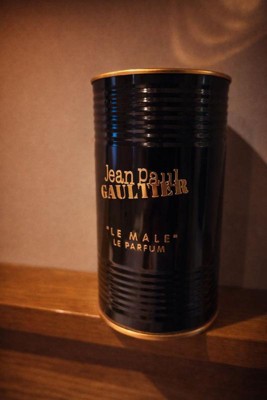 Jean Paul
GAULTIER
"LE MALE"
LE PARFUM